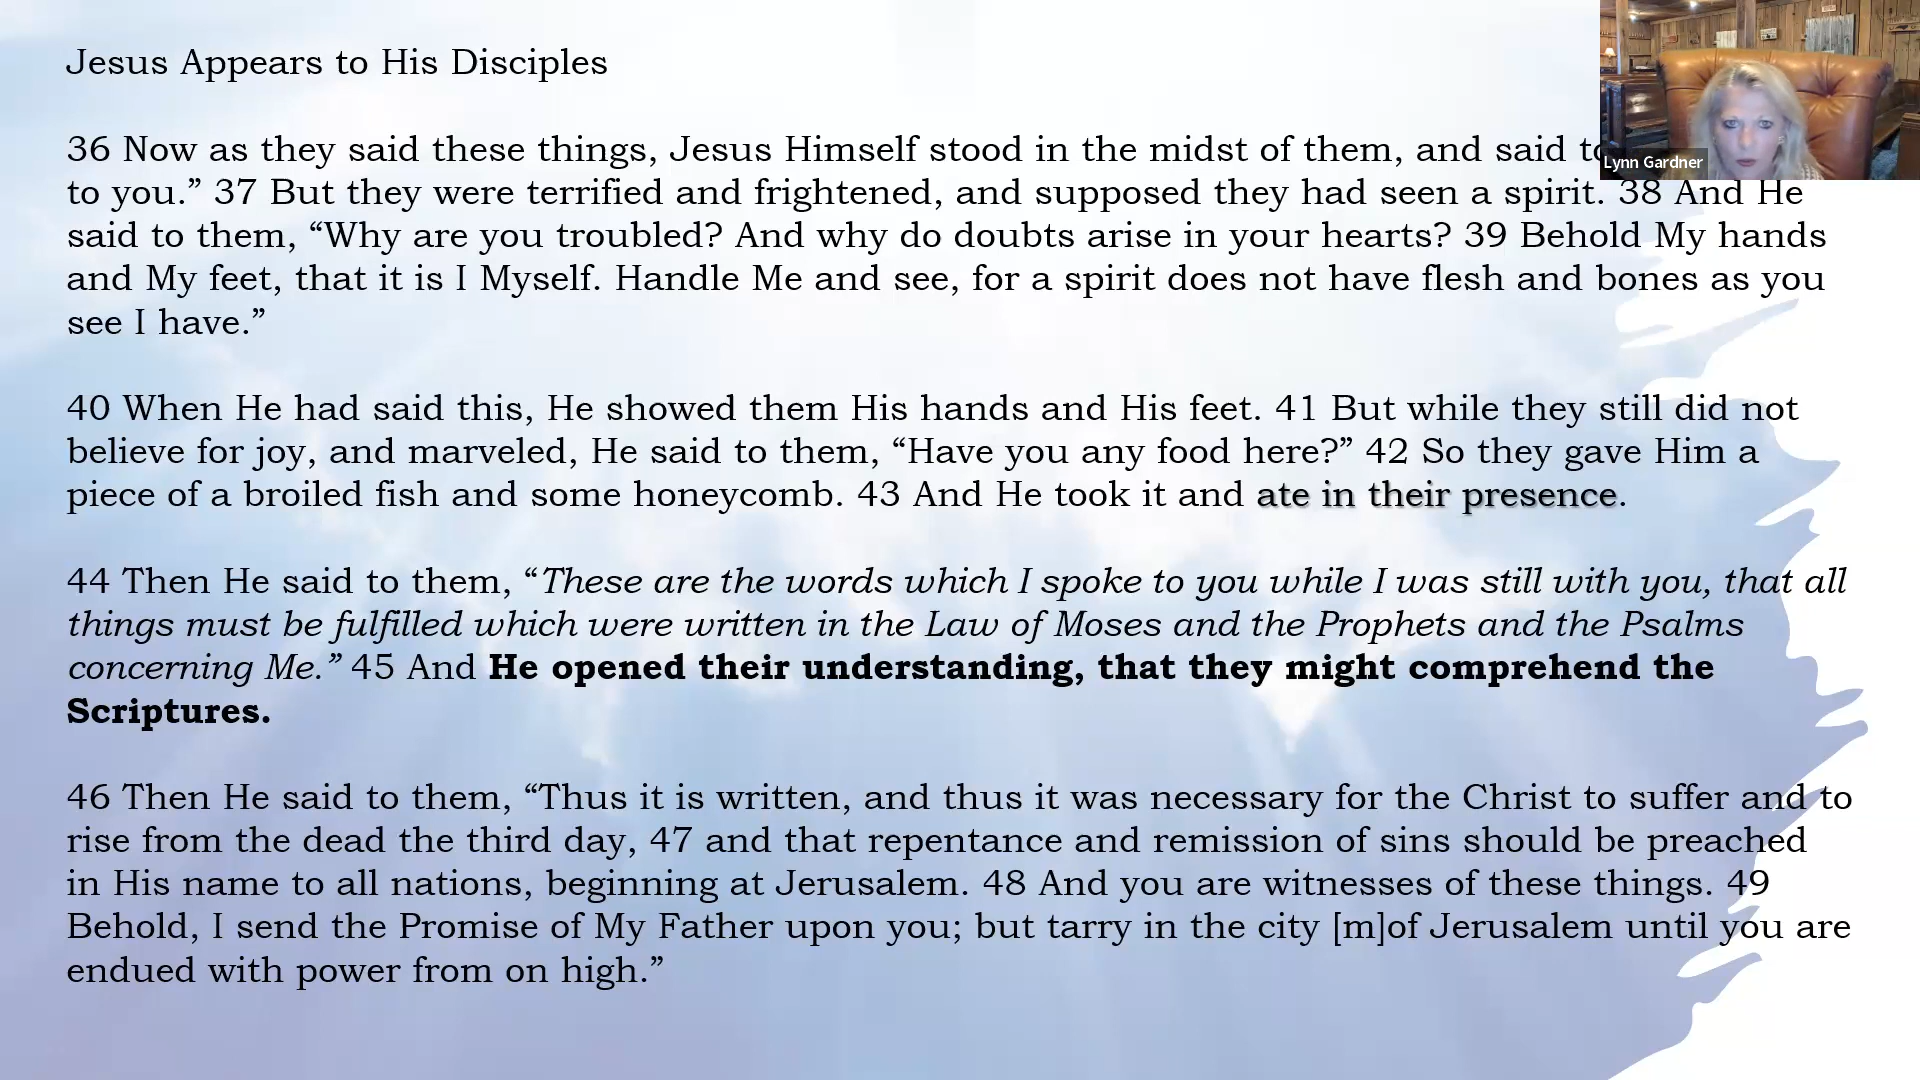 Jesus Appears to His Disciples
36 Now as they said these things, Jesus Himself stood in the midst of them, and said to
to you.” 37 But they were terrified and frightened, and supposed they had seen a spirit. 38 And He
said to them, “Why are you troubled? And why do doubts arise in your hearts? 39 Behold My hands
and My feet, that it is I Myself. Handle Me and see, for a spirit does not have flesh and bones as you
see I have.”
40 When He had said this, He showed them His hands and His feet. 41 But while they still did not
believe for joy, and marveled, He said to them, “Have you any food here?” 42 So they gave Him a
piece of a broiled fish and some honeycomb. 43 And He took it and ate in their presence.
44 Then He said to them, “These are the words which I spoke to you while I was still with you, that all
things must be fulfilled which were written in the Law of Moses and the Prophets and the Psalms
concerning Me.” 45 And He opened their understanding, that they might comprehend the
Scriptures.
46 Then He said to them, “Thus it is written, and thus it was necessary for the Christ to suffer and to
rise from the dead the third day, 47 and that repentance and remission of sins should be preached
in His name to all nations, beginning at Jerusalem. 48 And you are witnesses of these things. 49
Behold, I send the Promise of My Father upon you; but tarry in the city [m]of Jerusalem until you are
endued with power from on high.”
Lynn Gardner